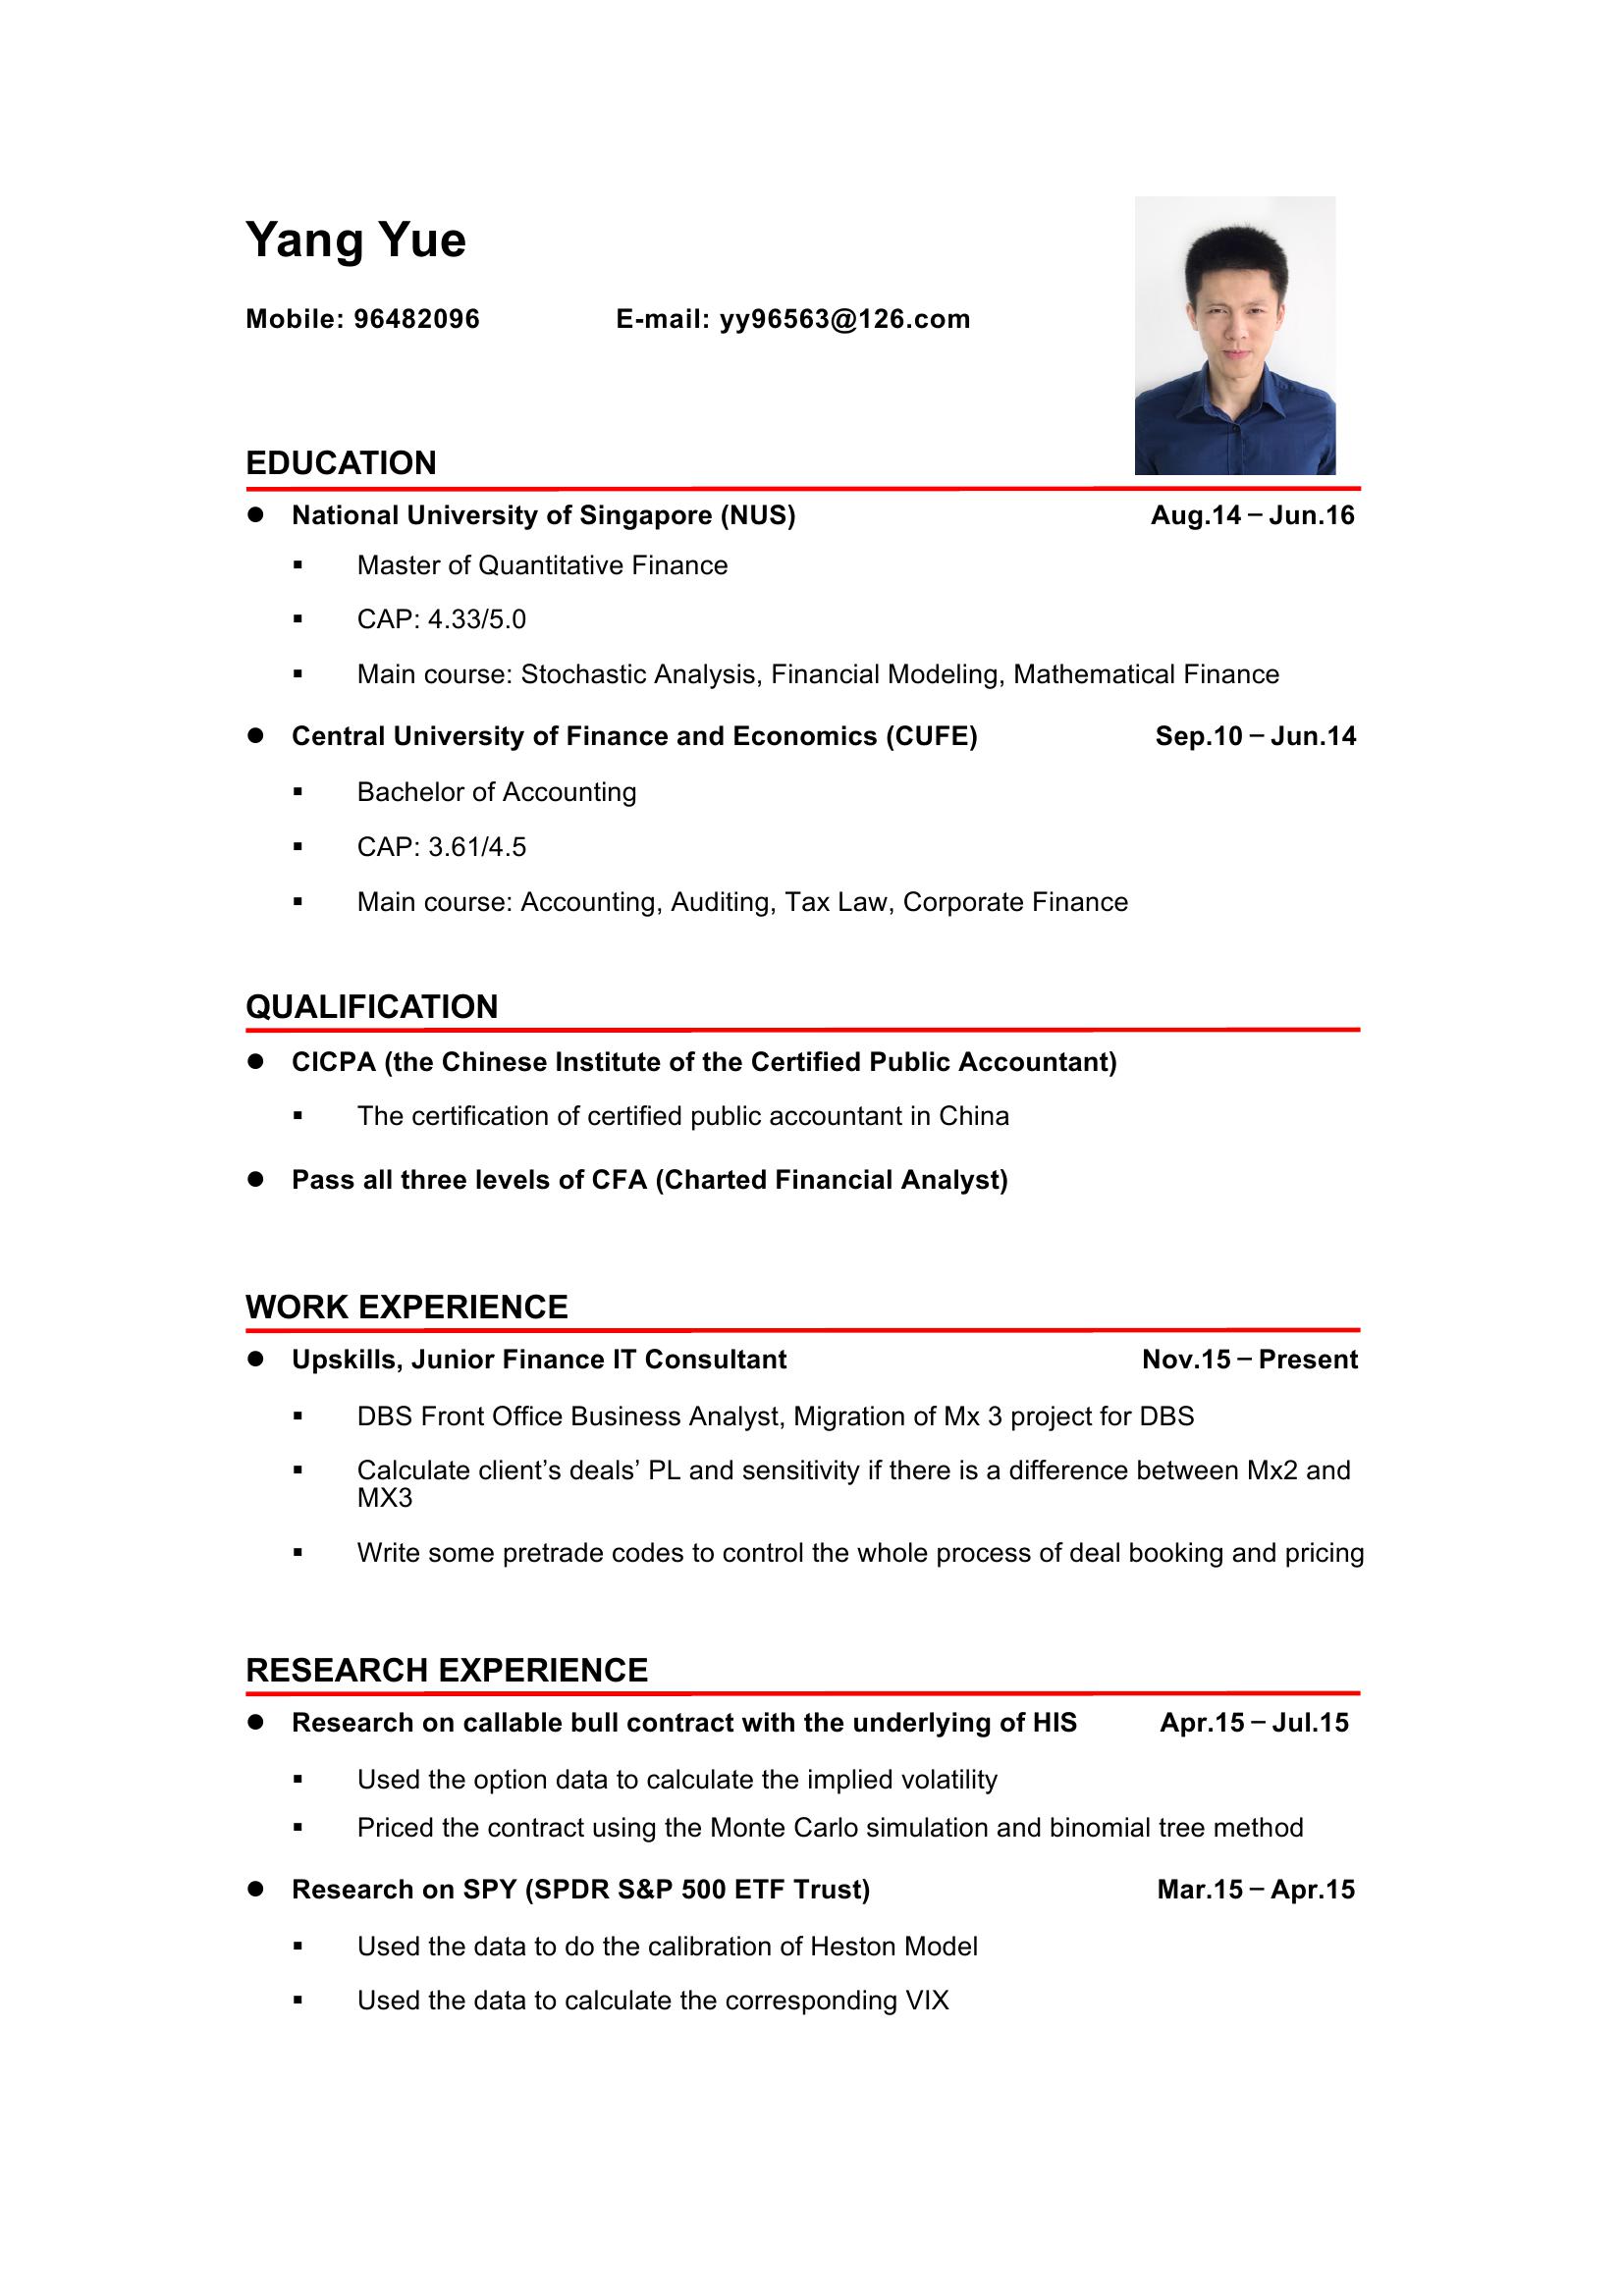 Yang Yue
Mobile: 96482096 E-mail: yy96563@126.com
EDUCATION
● National University of Singapore (NUS) Aug.14 – Jun.16
▪ Master of Quantitative Finance
▪ CAP: 4.33/5.0
▪ Main course: Stochastic Analysis, Financial Modeling, Mathematical Finance
● Central University of Finance and Economics (CUFE) Sep.10 – Jun.14
▪ Bachelor of Accounting
▪ CAP: 3.61/4.5
▪ Main course: Accounting, Auditing, Tax Law, Corporate Finance
QUALIFICATION
● CICPA (the Chinese Institute of the Certified Public Accountant)
▪ The certification of certified public accountant in China
● Pass all three levels of CFA (Charted Financial Analyst)
WORK EXPERIENCE
● Upskills, Junior Finance IT Consultant Nov.15 – Present
▪ DBS Front Office Business Analyst, Migration of Mx 3 project for DBS
▪ Calculate client’s deals’ PL and sensitivity if there is a difference between Mx2 and
MX3
▪ Write some pretrade codes to control the whole process of deal booking and pricing
RESEARCH EXPERIENCE
● Research on callable bull contract with the underlying of HIS Apr.15 – Jul.15
▪ Used the option data to calculate the implied volatility
▪ Priced the contract using the Monte Carlo simulation and binomial tree method
● Research on SPY (SPDR S&P 500 ETF Trust) Mar.15 – Apr.15
▪ Used the data to do the calibration of Heston Model
▪ Used the data to calculate the corresponding VIX